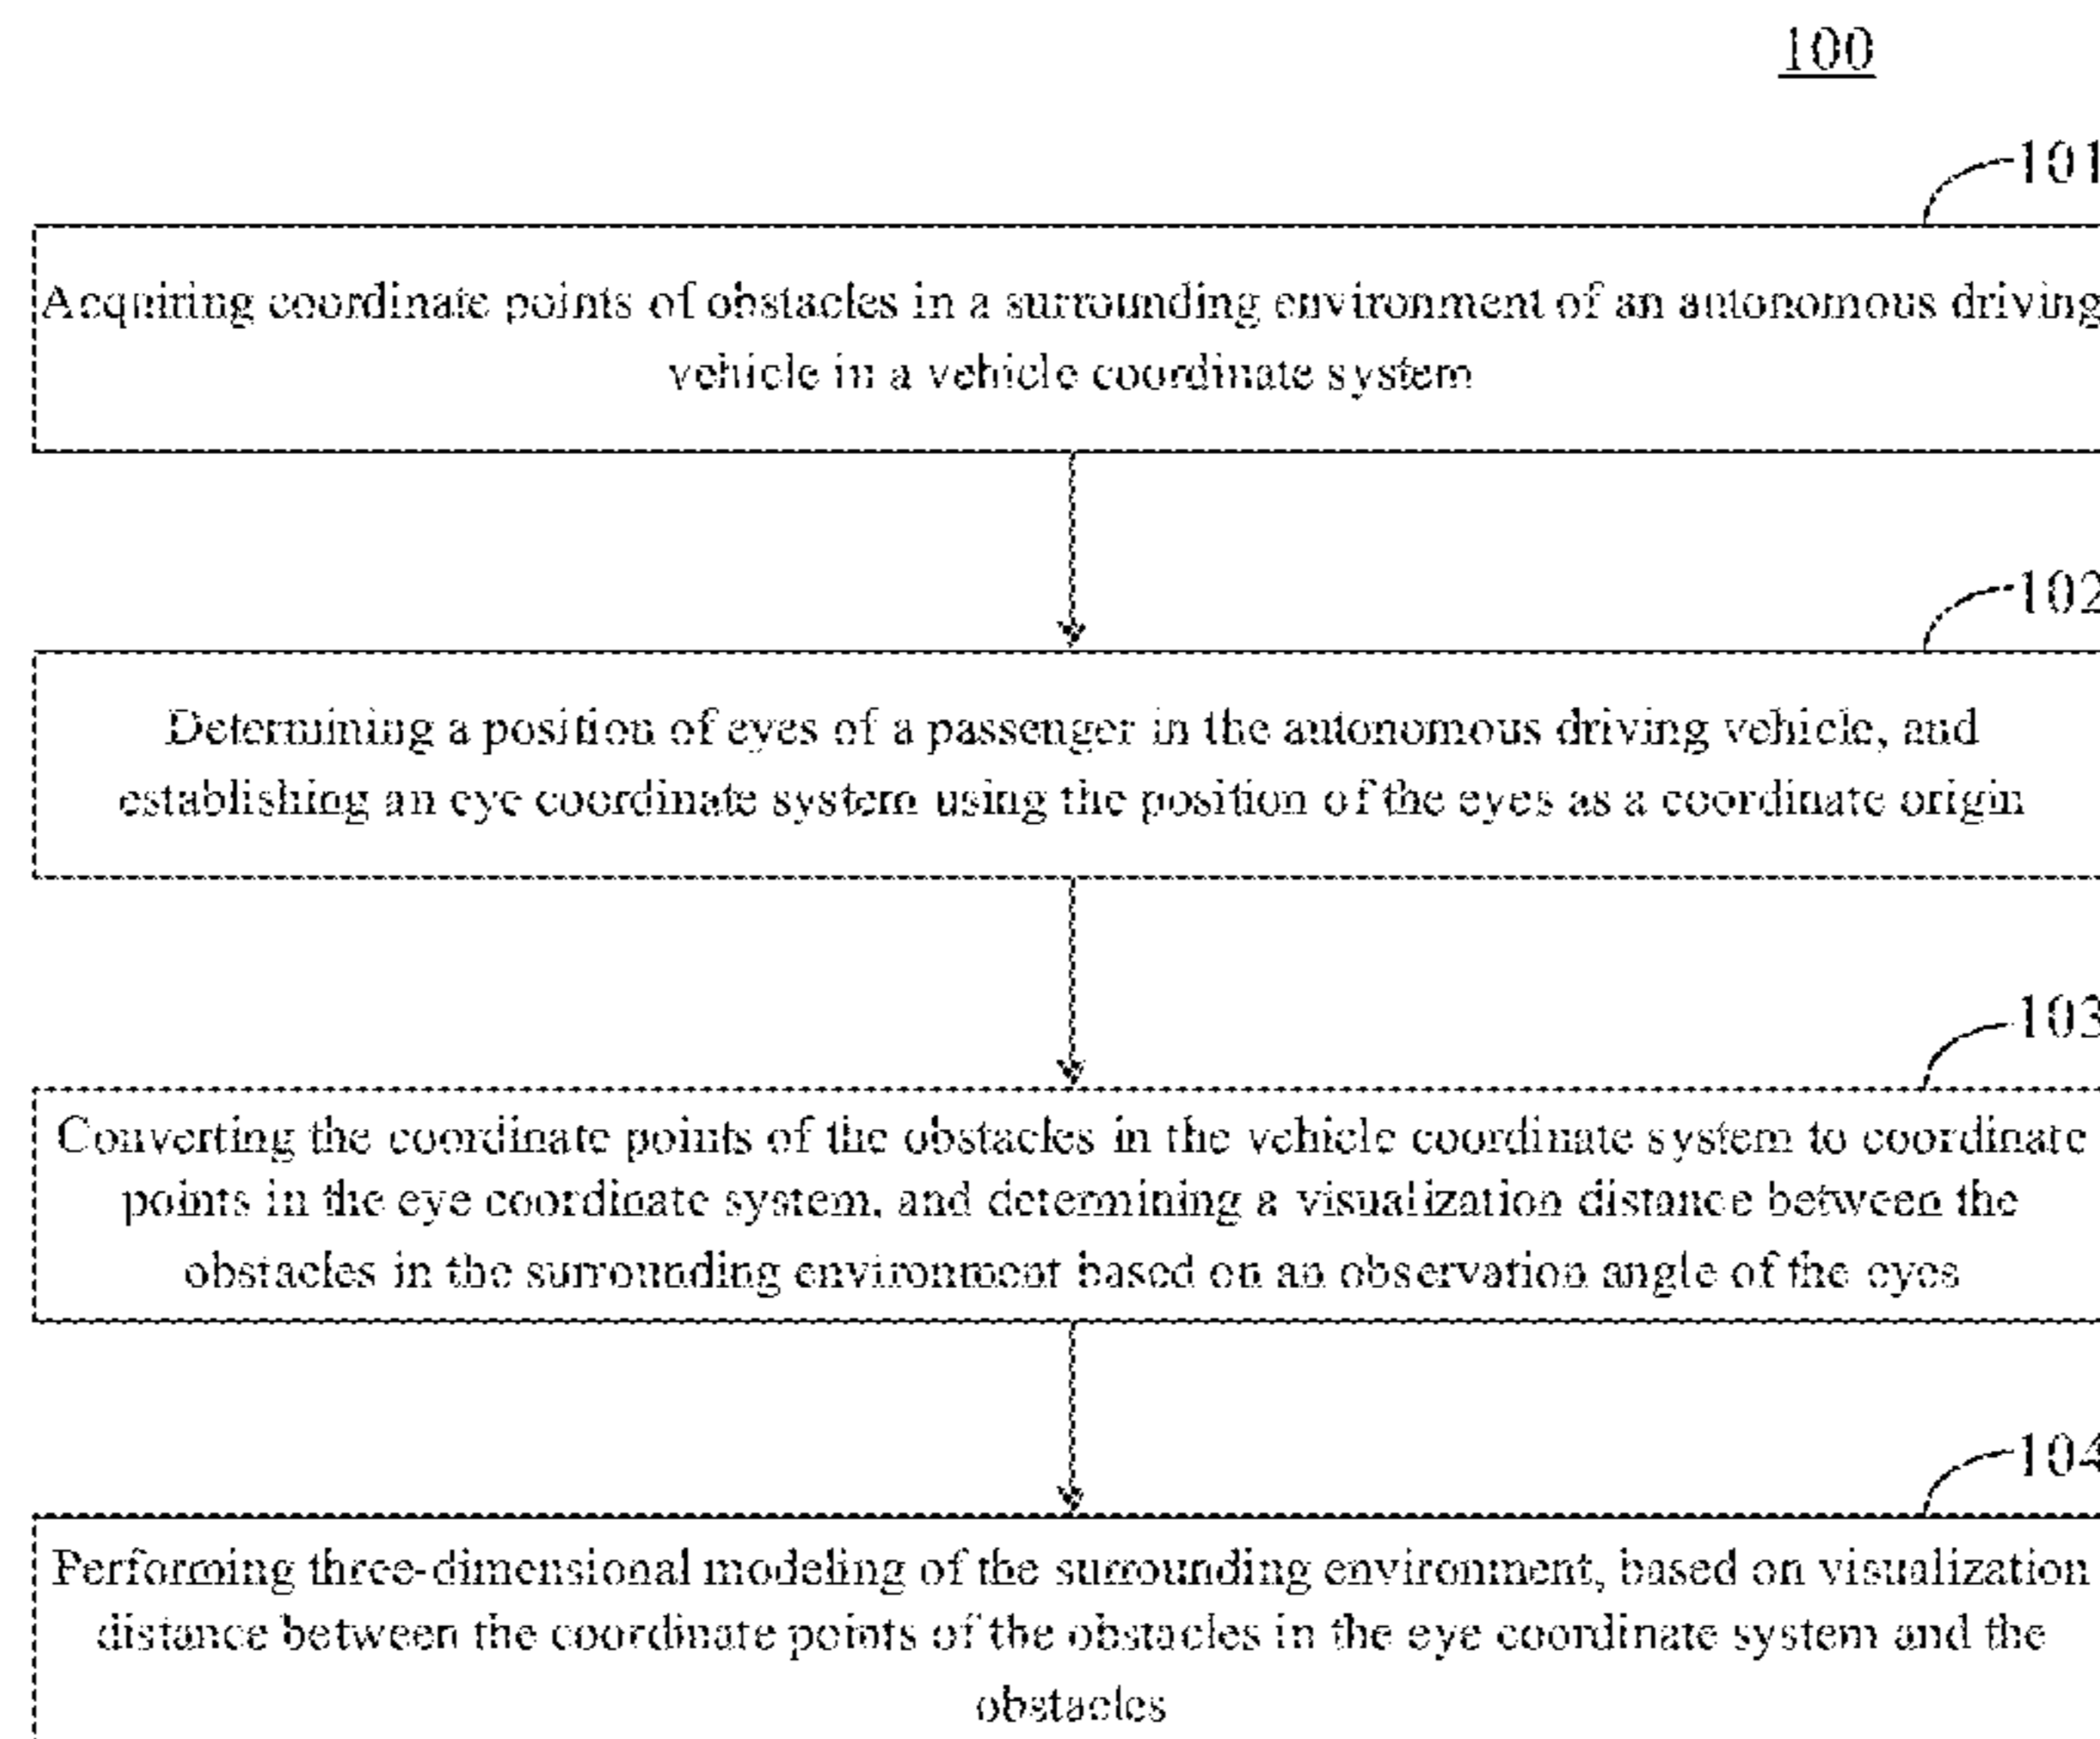 100
101
Acquiring coordinate points of obstacles in a surrounding environment of an autonomous driving
vehicle in a vehicle coordinate system
102
Determining a position of eyes of a passenger in the autonomous driving vehicle, and
establishing an eye coordinate system using the position of the eyes as a coordinate origin
103
Converting the coordinate points of the obstacles in the vehicle coordinate system to coordinate
points in the eye coordinate system, and determining a visualization distance between the
obstacles in the surrounding environment based on an observation angle of the eyes
104
Performing three-dimensional modeling of the surrounding environment, based on visualization
distance between the coordinate points of the obstacles in the eye coordinate system and the
obstacles